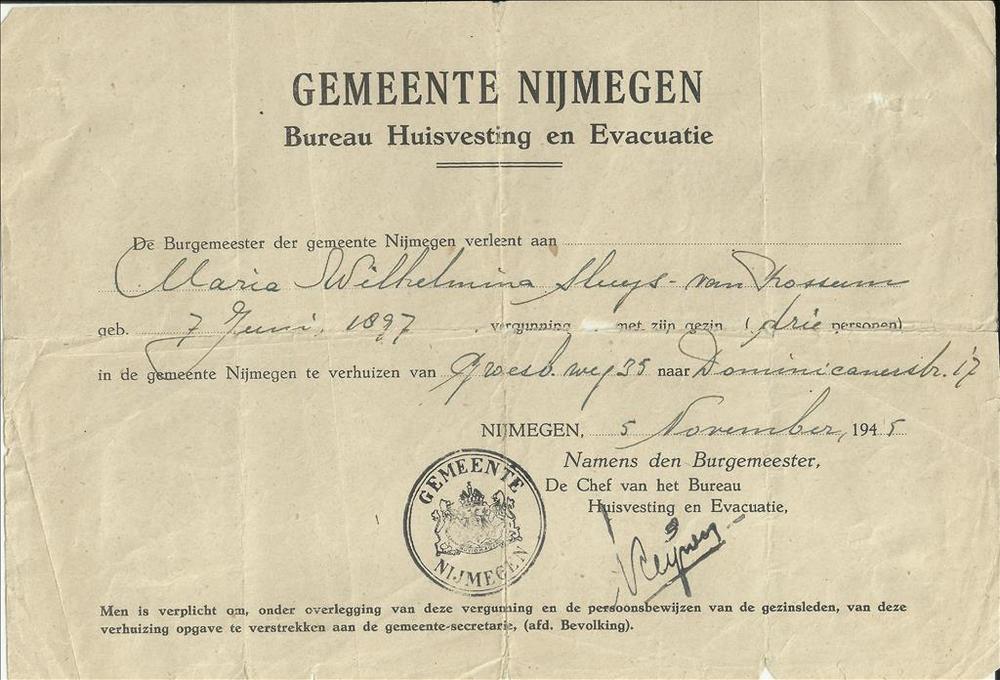 GEMEENTE NIJMEGEN
Bureau Huisvesting en Evacuatie
De Burgemeester der gemeente Nijmegen verleent aan
Maria Wilhelmina Sluys - van Rossum
geb. 7 Juni 1897 vergunning met zijn gezin (drie personen)
in de gemeente Nijmegen te verhuizen van Groesb. weg 35 naar Dominicanerstr. 17
NIJMEGEN, 5 November, 1945
Namens den Burgemeester,
De Chef van het Bureau
Huisvesting en Evacuatie,
GEMEENTE
NIJMEGEN
Men is verplicht om, onder overlegging van deze vergunning en de persoonsbewijzen van de gezinsleden, van deze
verhuizing opgave te verstrekken aan de gemeente-secretarie, (afd. Bevolking).